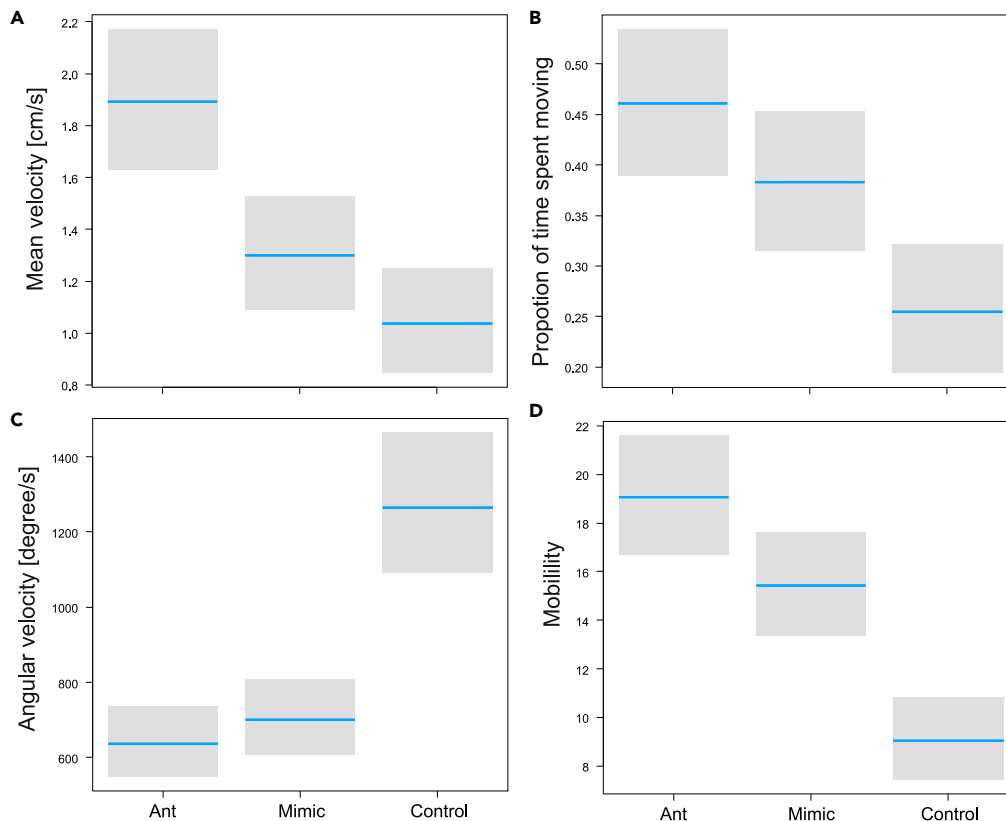 A
Mean velocity [cm/s]
2.2
2.0
1.8
1.6
1.4
1.2
1.0
0.8
B
Propotion of time spent moving
0.50
0.45
0.40
0.35
0.30
0.25
0.20
C
Angular velocity [degree/s]
1400
1200
1000
800
600
Ant Mimic Control
D
Mobilility
22
20
18
16
14
12
10
8
Ant Mimic Control